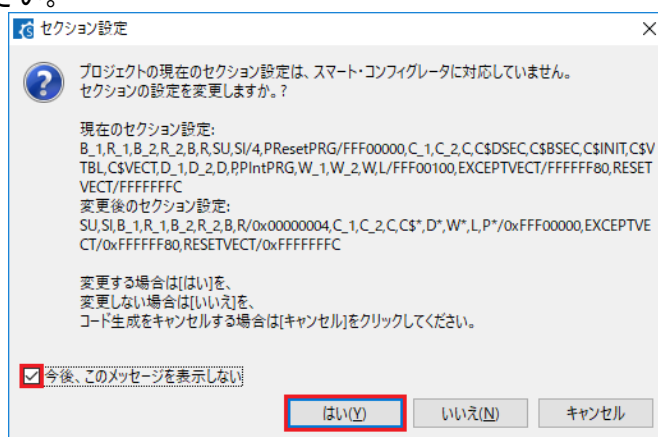 さい。
セクション設定
プロジェクトの現在のセクション設定は、スマート・コンフィグレータに対応していません。
セクションの設定を変更しますか。?
現在のセクション設定:
B_1,R_1,B_2,R_2,B,R,SU,SI/4,PResetPRG/FFF00000,C_1,C_2,C,C$DSEC,C$BSEC,C$INIT,C$V
TBL,C$VECT,D_1,D_2,D,P,PIntPRG,W_1,W_2,W,L/FFF00100,EXCEPTVECT/FFFFFF80,RESET
VECT/FFFFFFFC
変更後のセクション設定:
SU,SI,B_1,R_1,B_2,R_2,B,R/0x00000004,C_1,C_2,C,C$*,D*,W*,L,P*/0xFFF00000,EXCEPTVE
CT/0xFFFFFF80,RESETVECT/0xFFFFFFFC
変更する場合は[はい]を、
変更しない場合は[いいえ]を、
コード生成をキャンセルする場合は[キャンセル]をクリックしてください。
今後、このメッセージを表示しない
はい(Y) いいえ(N) キャンセル